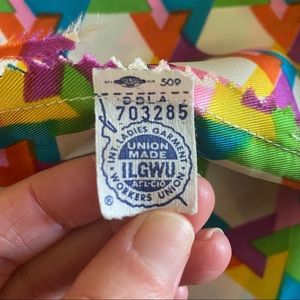 509
703285
INT. LADIES GARMENT
UNION
MADE
ILGWU
AFL-CIO
WORKERS UNION
®